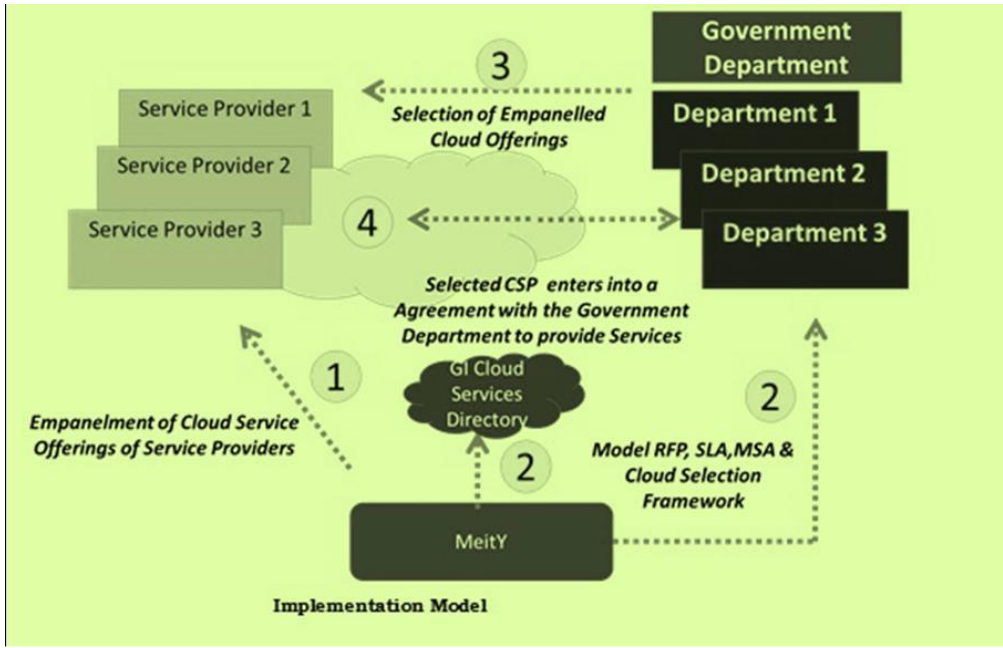 Government
Department
3
Service Provider 1
Selection of Empanelled
Cloud Offerings
Department 1
Service Provider 2
Department 2
4
Service Provider 3
Department 3
Selected CSP enters into a
Agreement with the Government
Department to provide Services
1
GI Cloud
Services
Directory
2
Empanelment of Cloud Service
Offerings of Service Providers
2
Model RFP, SLA,MSA &
Cloud Selection
Framework
MeitY
Implementation Model